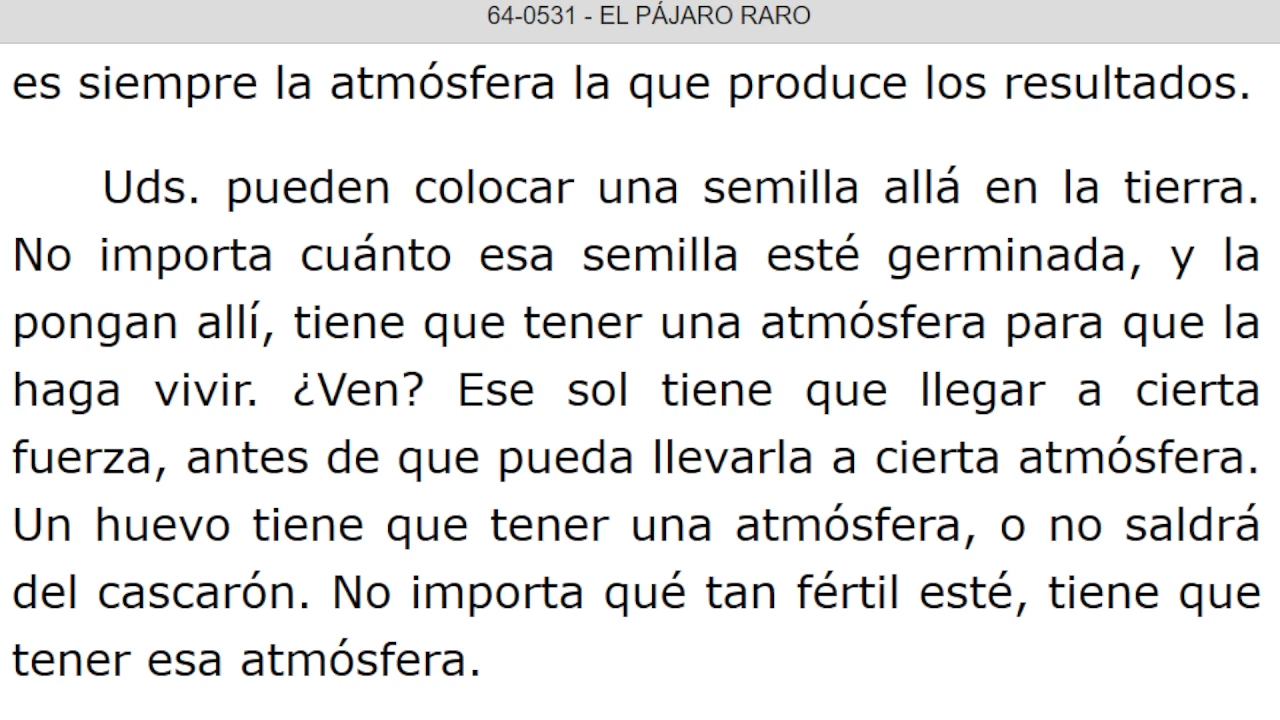 64-0531 - EL PÁJARO RARO
es siempre la atmósfera la que produce los resultados.
Uds. pueden colocar una semilla allá en la tierra.
No importa cuánto esa semilla esté germinada, y la
pongan allí, tiene que tener una atmósfera para que la
haga vivir. ¿Ven? Ese sol tiene que llegar a cierta
fuerza, antes de que pueda llevarla a cierta atmósfera.
Un huevo tiene que tener una atmósfera, o no saldrá
del cascarón. No importa qué tan fértil esté, tiene que
tener esa atmósfera.